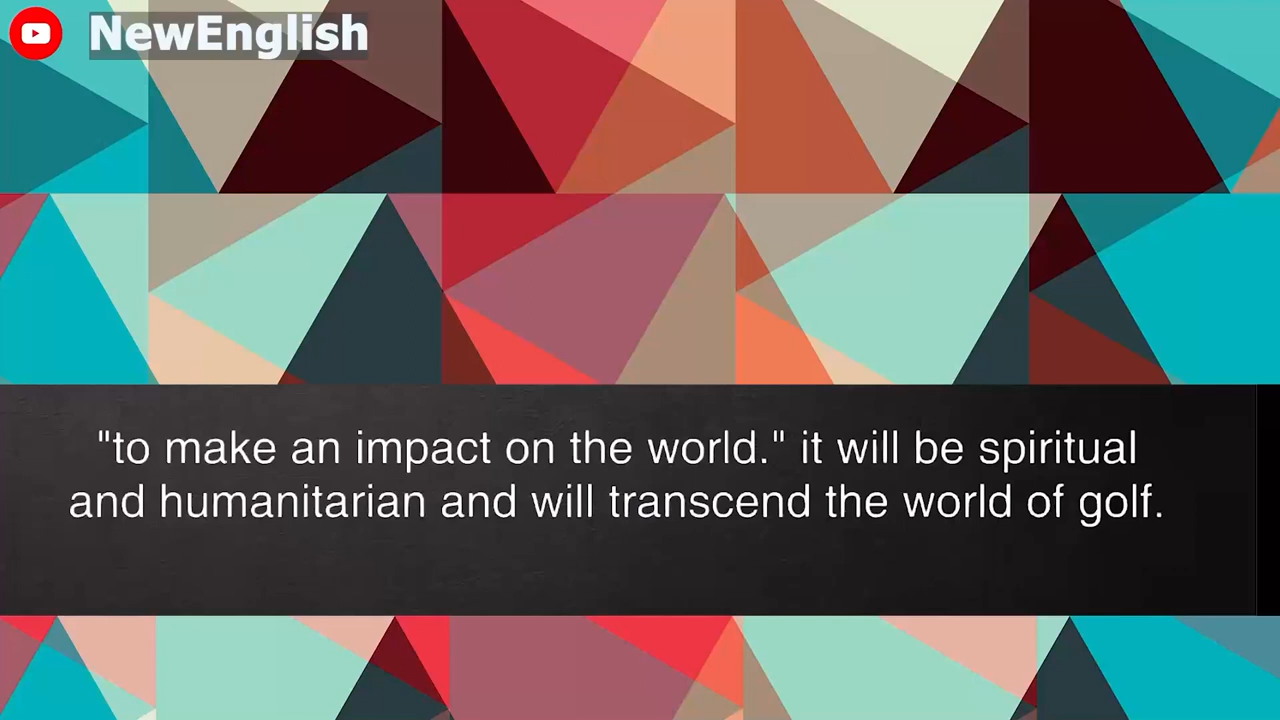 NewEnglish
"to make an impact on the world." it will be spiritual
and humanitarian and will transcend the world of golf.